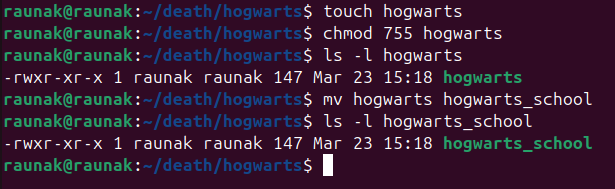 raunak@raunak:~/death/hogwarts$ touch hogwarts
raunak@raunak:~/death/hogwarts$ chmod 755 hogwarts
raunak@raunak:~/death/hogwarts$ ls -l hogwarts
-rwxr-xr-x 1 raunak raunak 147 Mar 23 15:18 hogwarts
raunak@raunak:~/death/hogwarts$ mv hogwarts hogwarts_school
raunak@raunak:~/death/hogwarts$ ls -l hogwarts_school
-rwxr-xr-x 1 raunak raunak 147 Mar 23 15:18 hogwarts_school
raunak@raunak:~/death/hogwarts$